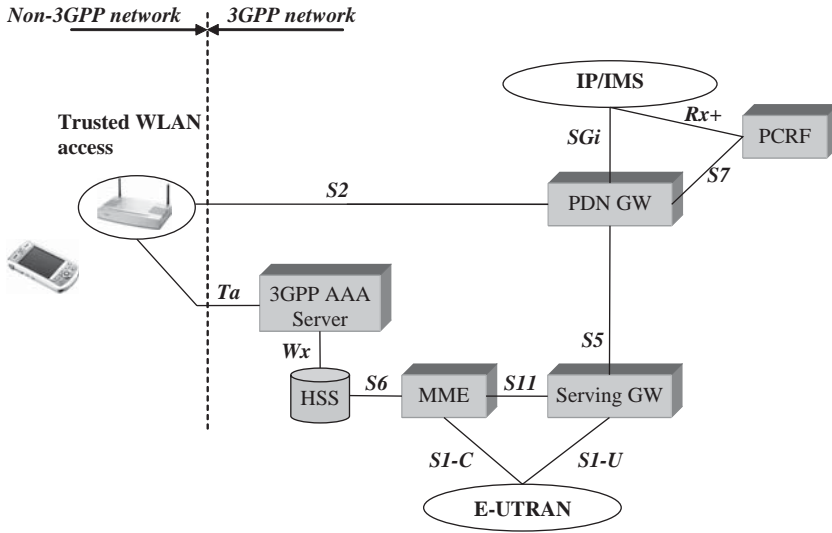 Non-3GPP network
3GPP network
IP/IMS
Rx+
PCRF
Trusted WLAN
access
SGi
S7
S2
PDN GW
Ta
3GPP AAA
Server
S5
Wx
S6
S11
HSS
MME
Serving GW
S1-C
S1-U
E-UTRAN